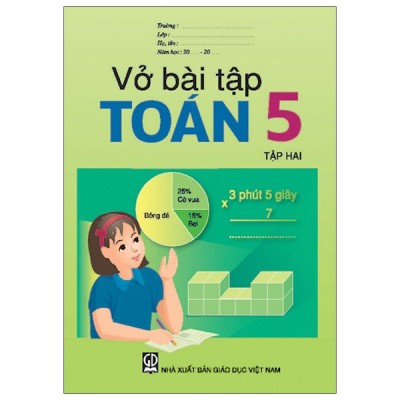 Trường :
Lớp :
Họ, tên :
Năm học : 20 - 20
Vở bài tập
TOÁN 5
TẬP HAI
25%
Cờ vua
Bóng đá
15%
Bơi
x 3 phút 5 giây
7
GD
NHÀ XUẤT BẢN GIÁO DỤC VIỆT NAM